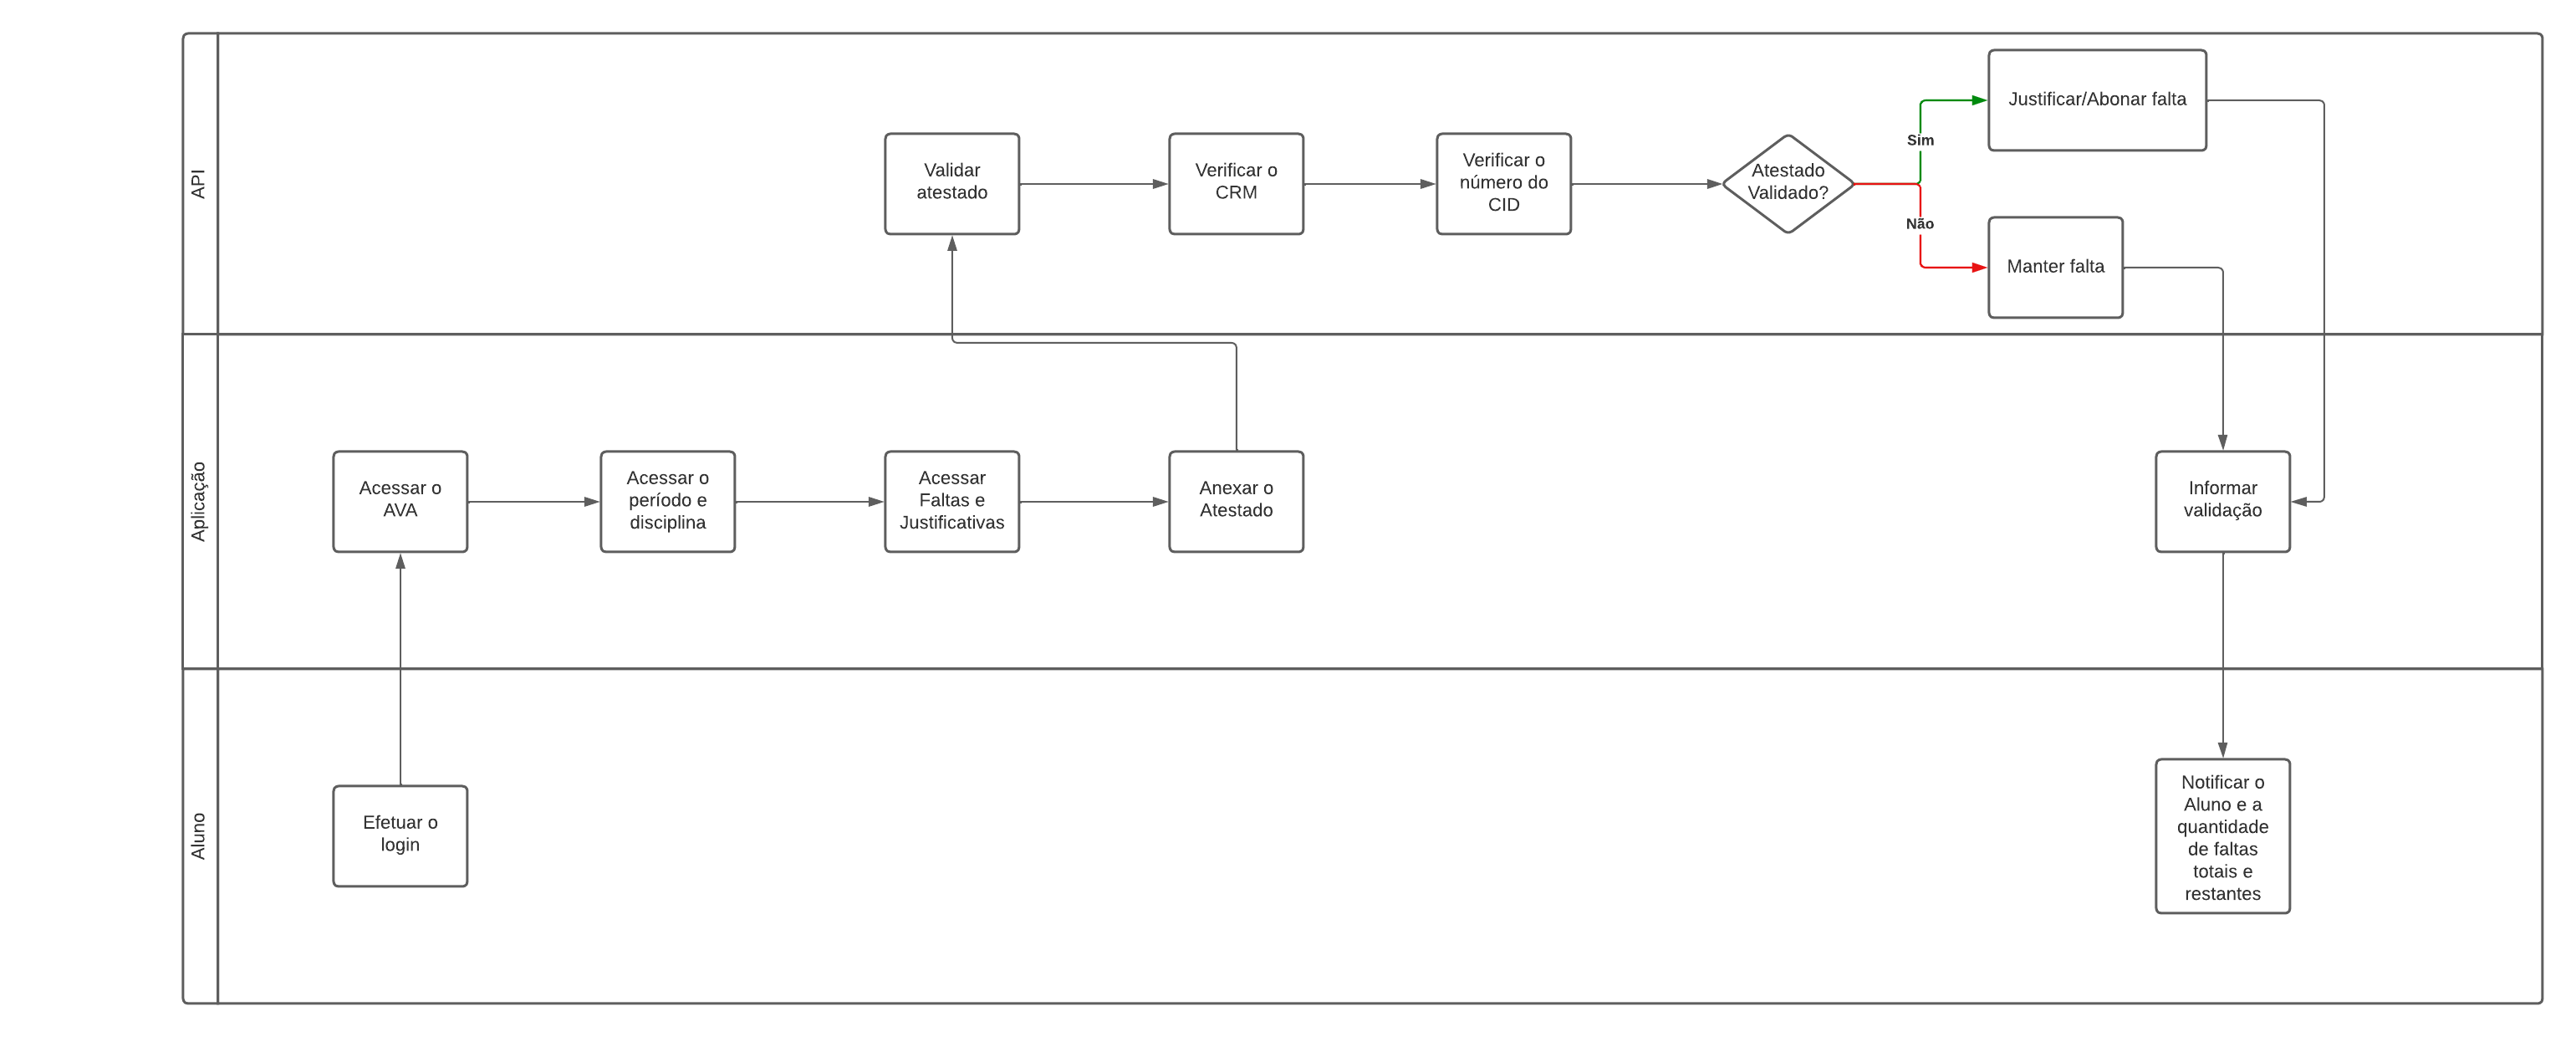 API
Validar
atestado
Verificar o
CRM
Verificar o
número do
CID
Atestado
Validado?
Sim
Não
Justificar/Abonar falta
Manter falta
Aplicação
Acessar o
AVA
Acessar o
período e
disciplina
Acessar
Faltas e
Justificativas
Anexar o
Atestado
Informar
validação
Aluno
Efetuar o
login
Notificar o
Aluno e a
quantidade
de faltas
totais e
restantes